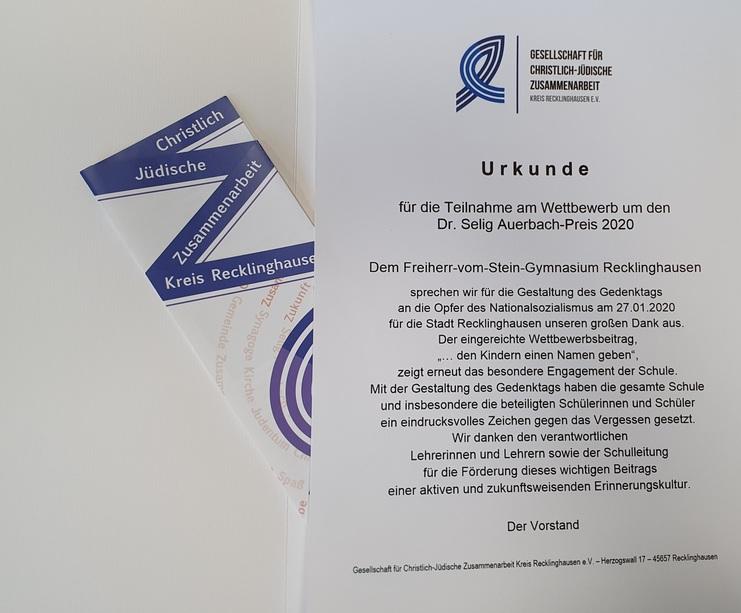 Christlich
Jüdische
Zusammenarbeit
Kreis Recklinghause
Gemeinde Zusam
Synagoge Kirche Judentum
Zukunft
Spaß
GESELLSCHAFT FÜR
CHRISTLICH-JÜDISCHE
ZUSAMMENARBEIT
KREIS RECKLINGHAUSEN E.V.
Urkunde
für die Teilnahme am Wettbewerb um den
Dr. Selig Auerbach-Preis 2020
Dem Freiherr-vom-Stein-Gymnasium Recklinghausen
sprechen wir für die Gestaltung des Gedenktags
an die Opfer des Nationalsozialismus am 27.01.2020
für die Stadt Recklinghausen unseren großen Dank aus.
Der eingereichte Wettbewerbsbeitrag,
„… den Kindern einen Namen geben“,
zeigt erneut das besondere Engagement der Schule.
Mit der Gestaltung des Gedenktags haben die gesamte Schule
und insbesondere die beteiligten Schülerinnen und Schüler
ein eindrucksvolles Zeichen gegen das Vergessen gesetzt.
Wir danken den verantwortlichen
Lehrerinnen und Lehrern sowie der Schulleitung
für die Förderung dieses wichtigen Beitrags
einer aktiven und zukunftsweisenden Erinnerungskultur.
Der Vorstand
Gesellschaft für Christlich-Jüdische Zusammenarbeit Kreis Recklinghausen e.V. – Herzogswall 17 – 45657 Recklinghausen